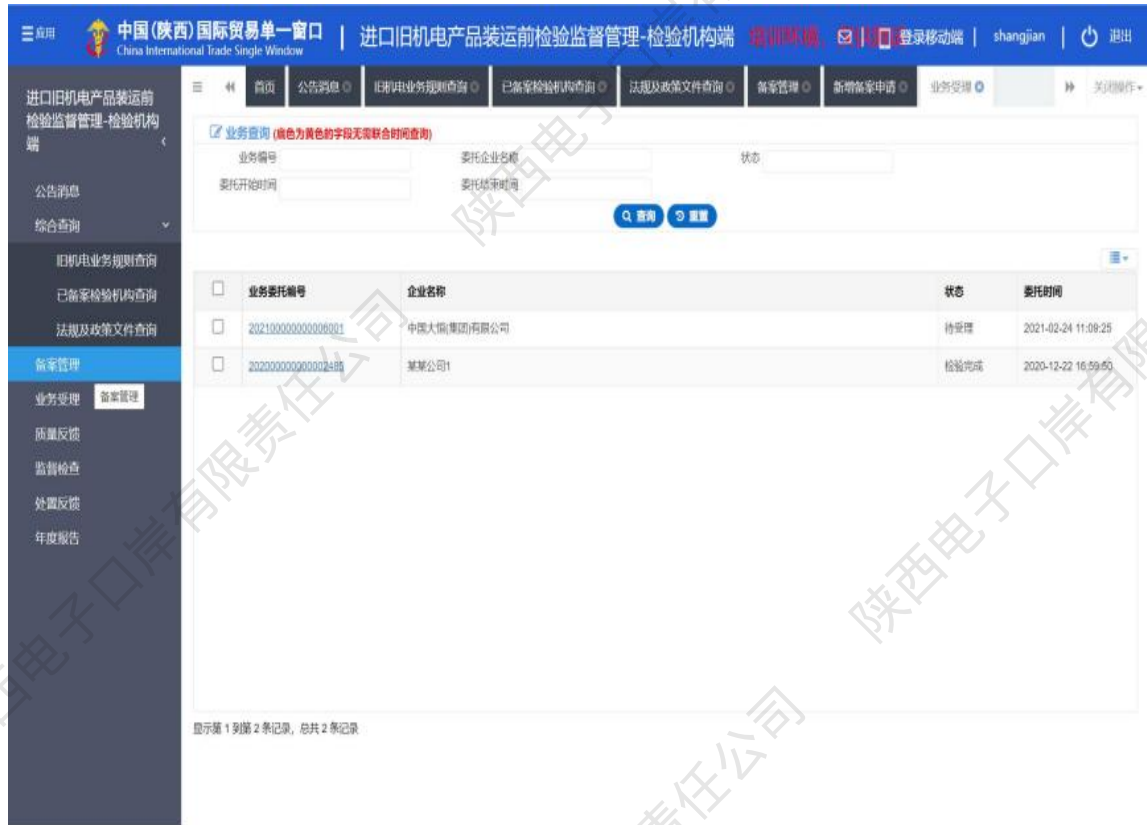 应用
中国(陕西)国际贸易单一窗口 | 进口旧机电产品装运前检验监督管理-检验机构端
China International Trade Single Window
登录移动端 | shangjian | 退出
进口旧机电产品装运前
检验监督管理-检验机构
端
首页 公告消息 旧机电业务规则查询 已备案检验机构查询 法规及政策文件查询 备案管理 新增备案申请 业务受理 关闭操作
业务查询 (底色为黄色的字段无需联合时间查询)
业务编号 委托企业名称 状态
委托开始时间 委托结束时间
查询 重置
公告消息
综合查询
旧机电业务规则查询
已备案检验机构查询
法规及政策文件查询
备案管理
业务受理
备案管理
质量反馈
监督检查
处置反馈
年度报告
业务委托编号 企业名称 状态 委托时间
202100000000006001 中国大恒(集团)有限公司 待受理 2021-02-24 11:09:25
202000000000002485 某某公司1 检验完成 2020-12-22 16:59:50
显示第 1 到第 2 条记录，总共 2 条记录
陕西电子口岸有限责任公司